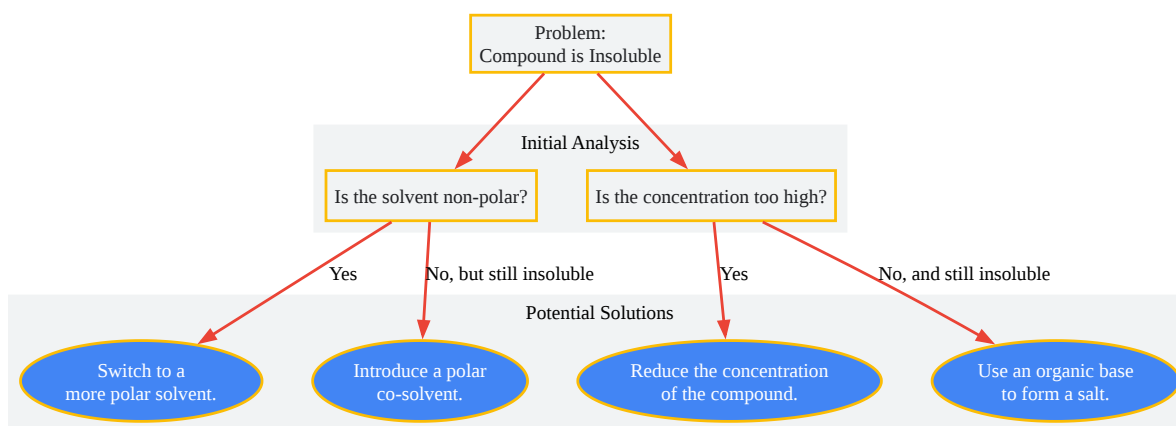 Problem:
Compound is Insoluble
Initial Analysis
Is the solvent non-polar?
Is the concentration too high?
Yes
No, but still insoluble
Yes
No, and still insoluble
Potential Solutions
Switch to a
more polar solvent.
Introduce a polar
co-solvent.
Reduce the concentration
of the compound.
Use an organic base
to form a salt.